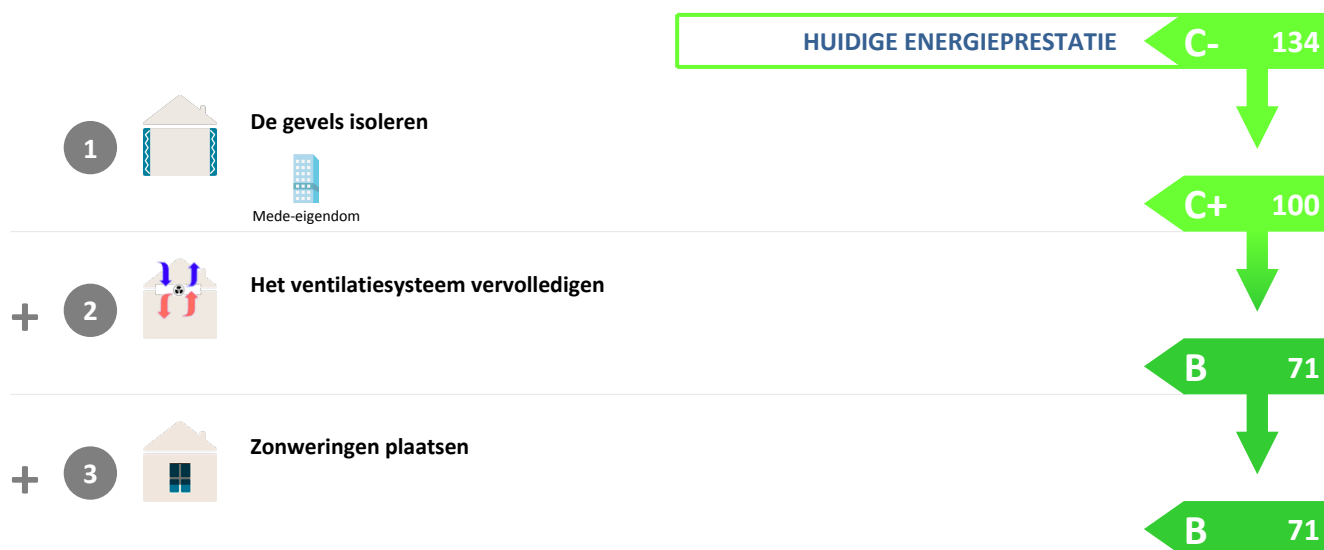 HUIDIGE ENERGIEPRESTATIE C- 134
1 De gevels isoleren
Mede-eigendom
C+ 100
+ 2 Het ventilatiesysteem vervolledigen
B 71
+ 3 Zonweringen plaatsen
B 71